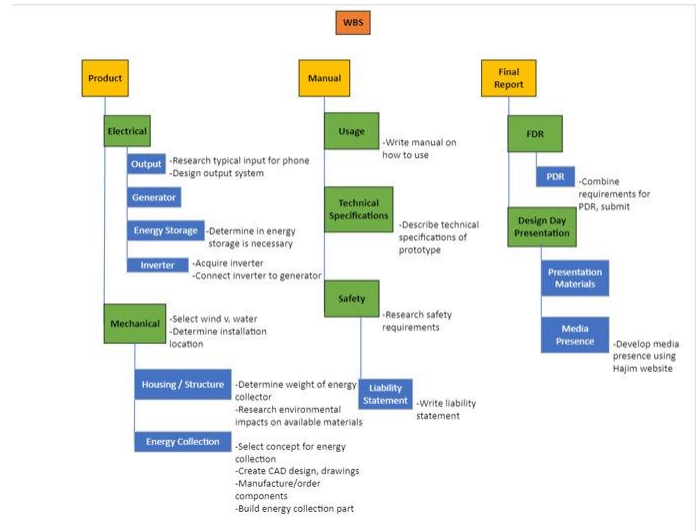 WBS
Product
Electrical
Output
-Research typical input for phone
-Design output system
Generator
Energy Storage
-Determine in energy
storage is necessary
Inverter
-Acquire inverter
-Connect inverter to generator
Mechanical
-Select wind v. water
-Determine installation
location
Housing / Structure
-Determine weight of energy
collector
-Research environmental
impacts on available materials
Energy Collection
-Select concept for energy
collection
-Create CAD design, drawings
-Manufacture/order
components
-Build energy collection part
Manual
Usage
-Write manual on
how to use
Technical
Specifications
-Describe technical
specifications of
prototype
Safety
-Research safety
requirements
Liability
Statement
-Write liability
statement
Final
Report
FDR
PDR
-Combine
requirements for
PDR, submit
Design Day
Presentation
Presentation
Materials
Media
Presence
-Develop media
presence using
Hajim website